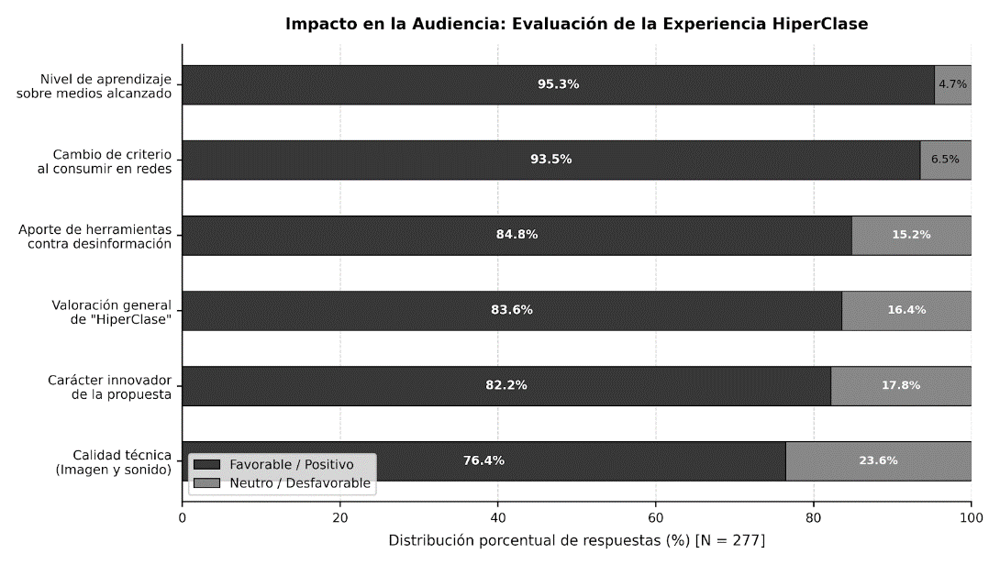 Impacto en la Audiencia: Evaluación de la Experiencia HiperClase
Nivel de aprendizaje
sobre medios alcanzado
95.3%
4.7%
Cambio de criterio
al consumir en redes
93.5%
6.5%
Aporte de herramientas
contra desinformación
84.8%
15.2%
Valoración general
de "HiperClase"
83.6%
16.4%
Carácter innovador
de la propuesta
82.2%
17.8%
Calidad técnica
(Imagen y sonido)
76.4%
23.6%
Favorable / Positivo
Neutro / Desfavorable
0 20 40 60 80 100
Distribución porcentual de respuestas (%) [N = 277]